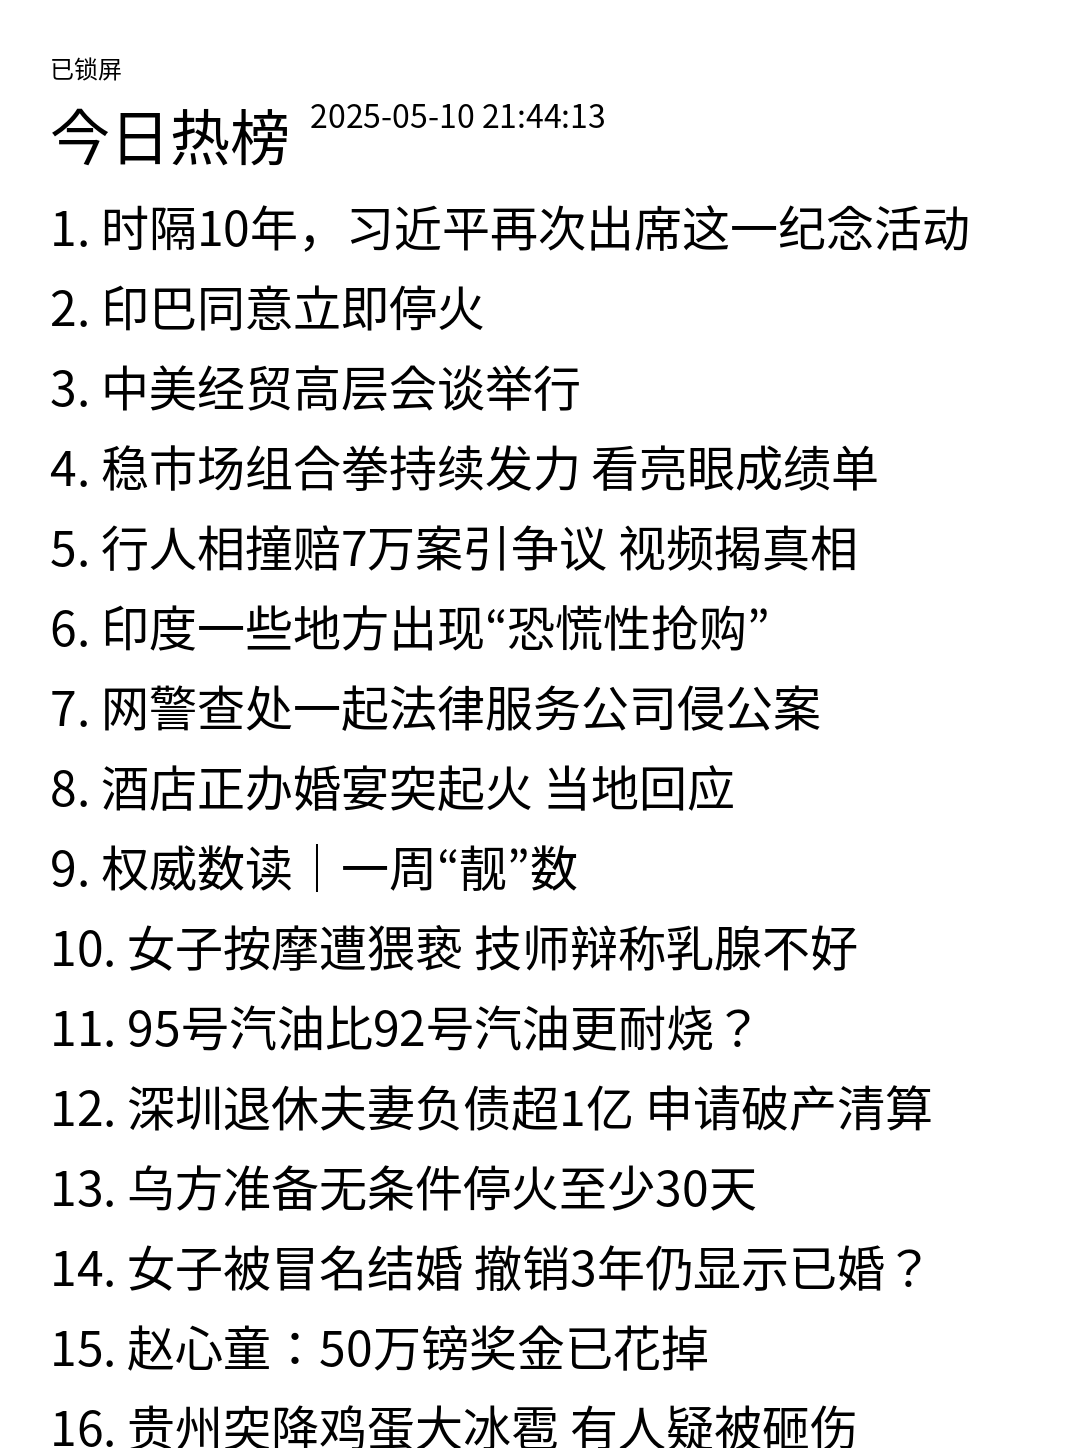 已锁屏
今日热榜 2025-05-10 21:44:13
1. 时隔10年，习近平再次出席这一纪念活动
2. 印巴同意立即停火
3. 中美经贸高层会谈举行
4. 稳市场组合拳持续发力 看亮眼成绩单
5. 行人相撞赔7万案引争议 视频揭真相
6. 印度一些地方出现“恐慌性抢购”
7. 网警查处一起法律服务公司侵公案
8. 酒店正办婚宴突起火 当地回应
9. 权威数读｜一周“靓”数
10. 女子按摩遭猥亵 技师辩称乳腺不好
11. 95号汽油比92号汽油更耐烧？
12. 深圳退休夫妻负债超1亿 申请破产清算
13. 乌方准备无条件停火至少30天
14. 女子被冒名结婚 撤销3年仍显示已婚？
15. 赵心童：50万镑奖金已花掉
16. 贵州突降鸡蛋大冰雹 有人疑被砸伤